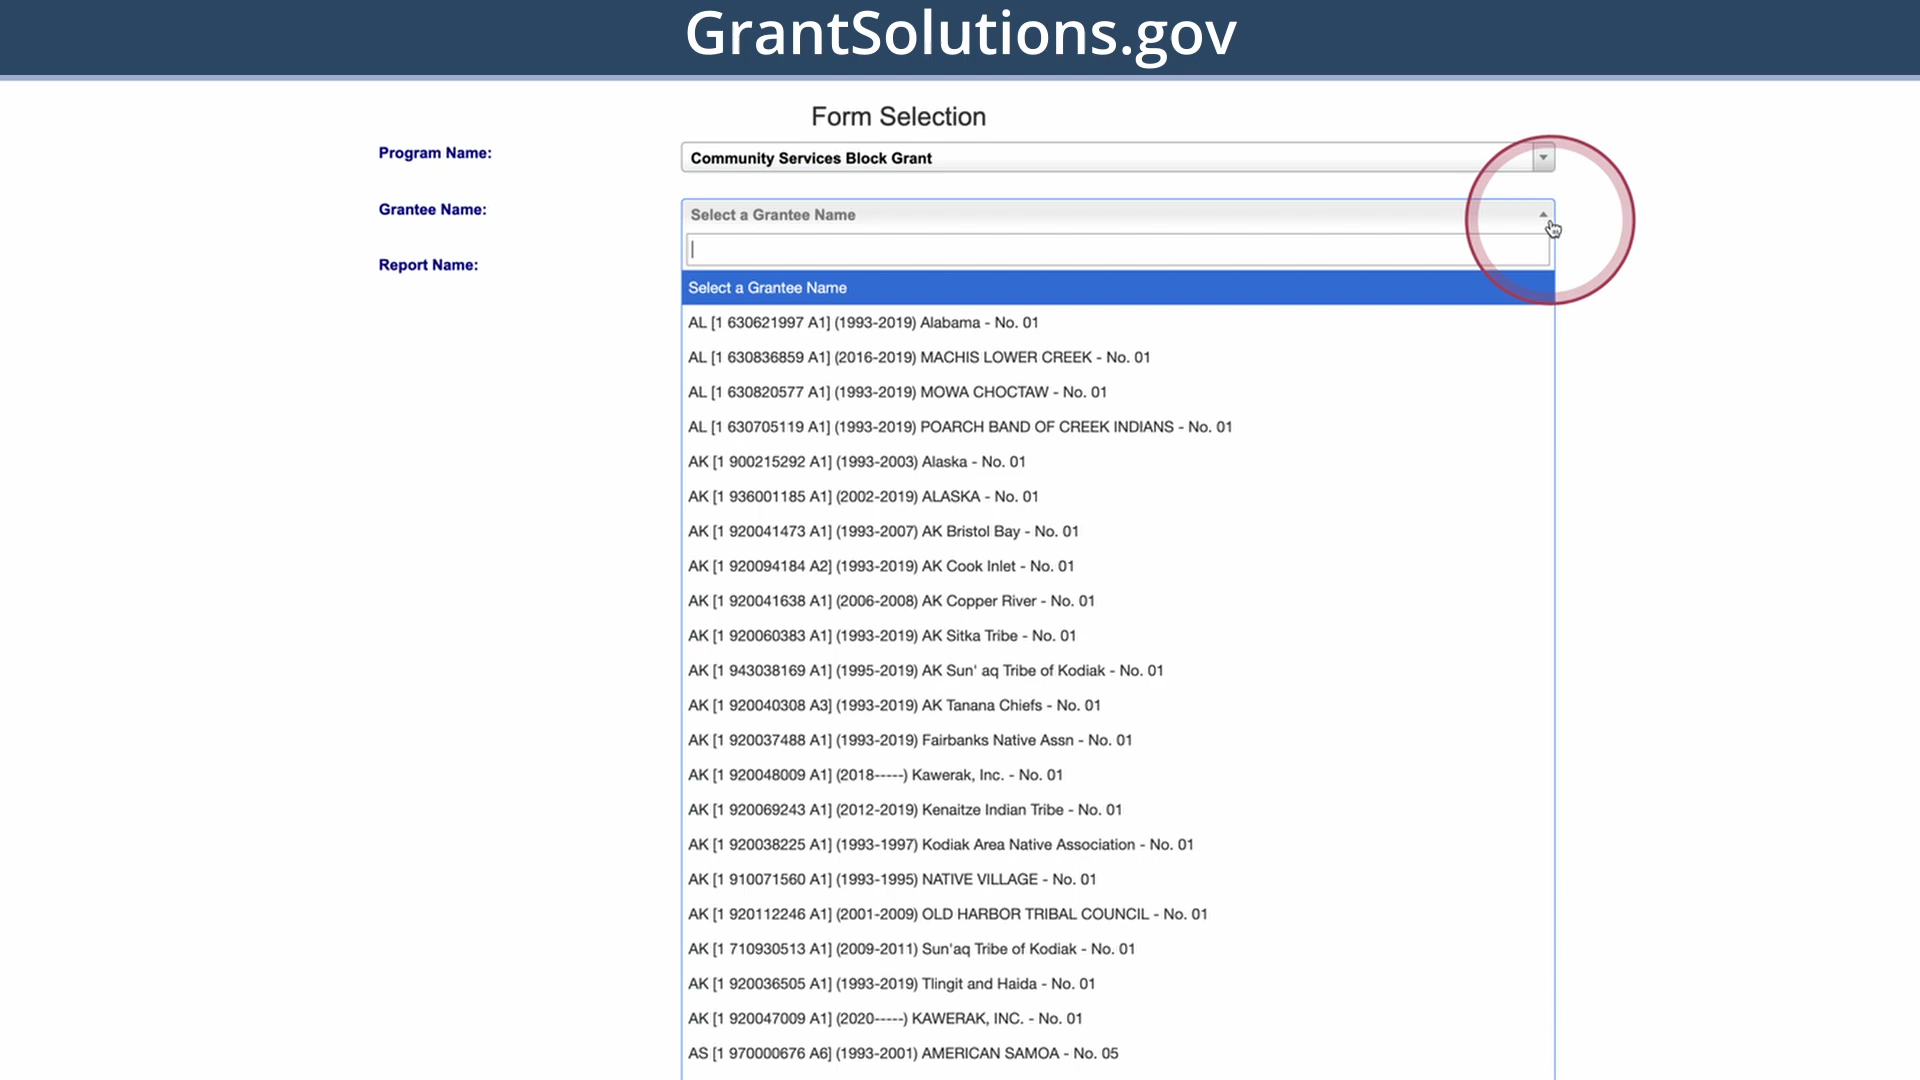 GrantSolutions.gov
Form Selection
Program Name:
Community Services Block Grant
Grantee Name:
Select a Grantee Name
Report Name:
Select a Grantee Name
AL [1 630621997 A1] (1993-2019) Alabama - No. 01
AL [1 630836859 A1] (2016-2019) MACHIS LOWER CREEK - No. 01
AL [1 630820577 A1] (1993-2019) MOWA CHOCTAW - No. 01
AL [1 630705119 A1] (1993-2019) POARCH BAND OF CREEK INDIANS - No. 01
AK [1 900215292 A1] (1993-2003) Alaska - No. 01
AK [1 936001185 A1] (2002-2019) ALASKA - No. 01
AK [1 920041473 A1] (1993-2007) AK Bristol Bay - No. 01
AK [1 920094184 A2] (1993-2019) AK Cook Inlet - No. 01
AK [1 920041638 A1] (2006-2008) AK Copper River - No. 01
AK [1 920060383 A1] (1993-2019) AK Sitka Tribe - No. 01
AK [1 943038169 A1] (1995-2019) AK Sun' aq Tribe of Kodiak - No. 01
AK [1 920040308 A3] (1993-2019) AK Tanana Chiefs - No. 01
AK [1 920037488 A1] (1993-2019) Fairbanks Native Assn - No. 01
AK [1 920048009 A1] (2018-----) Kawerak, Inc. - No. 01
AK [1 920069243 A1] (2012-2019) Kenaitze Indian Tribe - No. 01
AK [1 920038225 A1] (1993-1997) Kodiak Area Native Association - No. 01
AK [1 910071560 A1] (1993-1995) NATIVE VILLAGE - No. 01
AK [1 920112246 A1] (2001-2009) OLD HARBOR TRIBAL COUNCIL - No. 01
AK [1 710930513 A1] (2009-2011) Sun'aq Tribe of Kodiak - No. 01
AK [1 920036505 A1] (1993-2019) Tlingit and Haida - No. 01
AK [1 920047009 A1] (2020-----) KAWERAK, INC. - No. 01
AS [1 970000676 A6] (1993-2001) AMERICAN SAMOA - No. 05